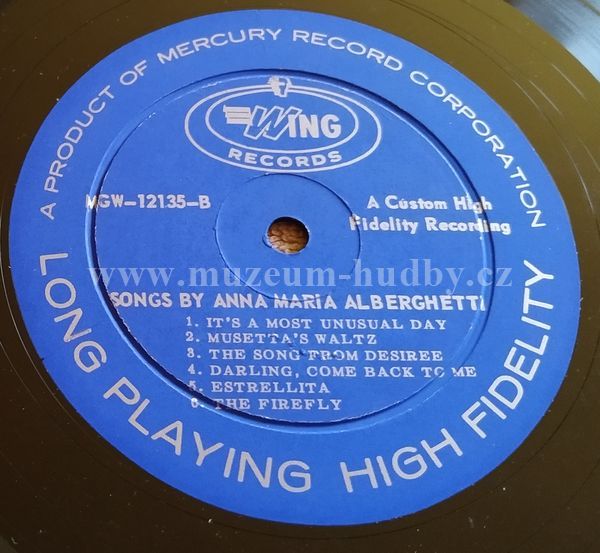 A PRODUCT OF MERCURY RECORD CORPORATION
WING
RECORDS
MGW-12135-B
A Custom High
Fidelity Recording
www.muzeum-hudby.cz
SONGS BY ANNA MARIA ALBERGHETTI
1. IT'S A MOST UNUSUAL DAY
2. MUSETTA'S WALTZ
3. THE SONG FROM DESIREE
4. DARLING, COME BACK TO ME
5. ESTRELLITA
6. THE FIREFLY
LONG PLAYING HIGH FIDELITY